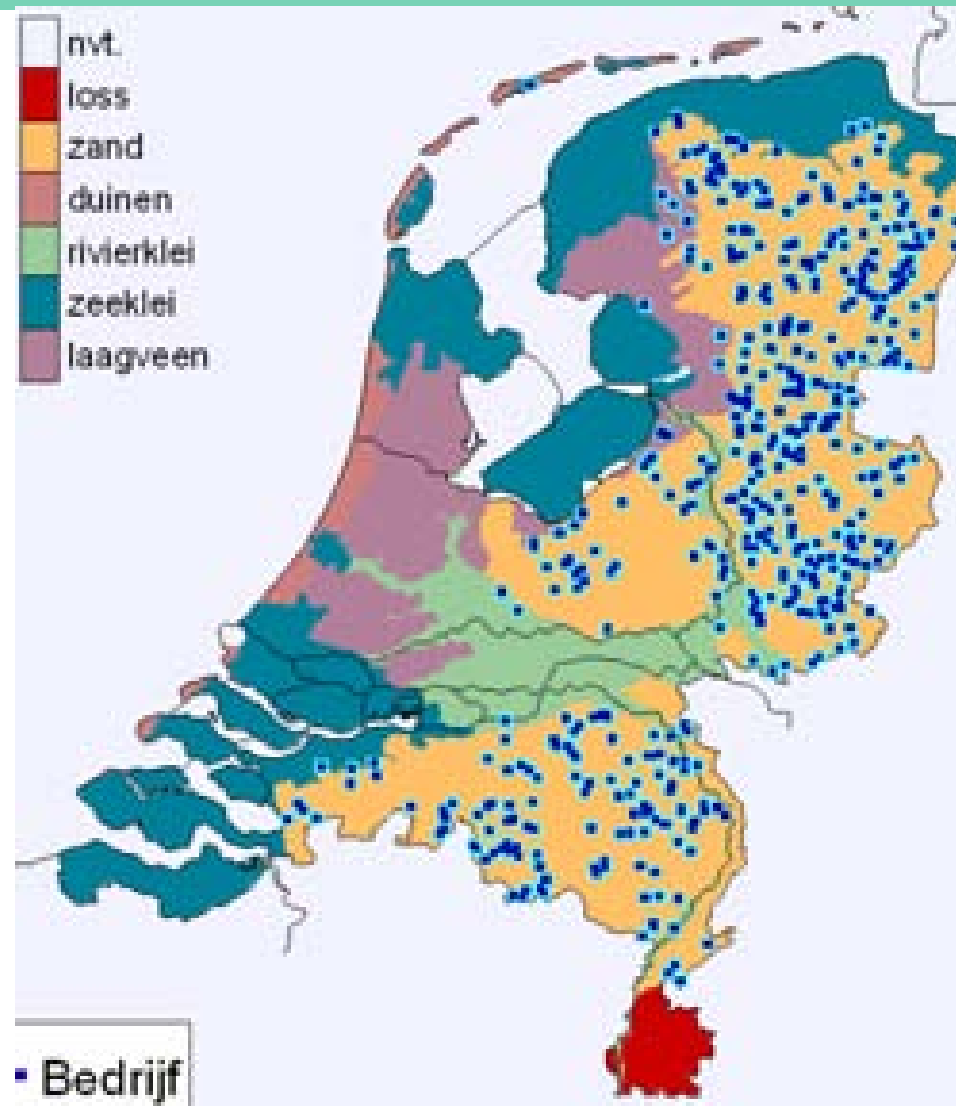 nvt.
loss
zand
duinen
rivierklei
zeeklei
laagveen
Bedrijf